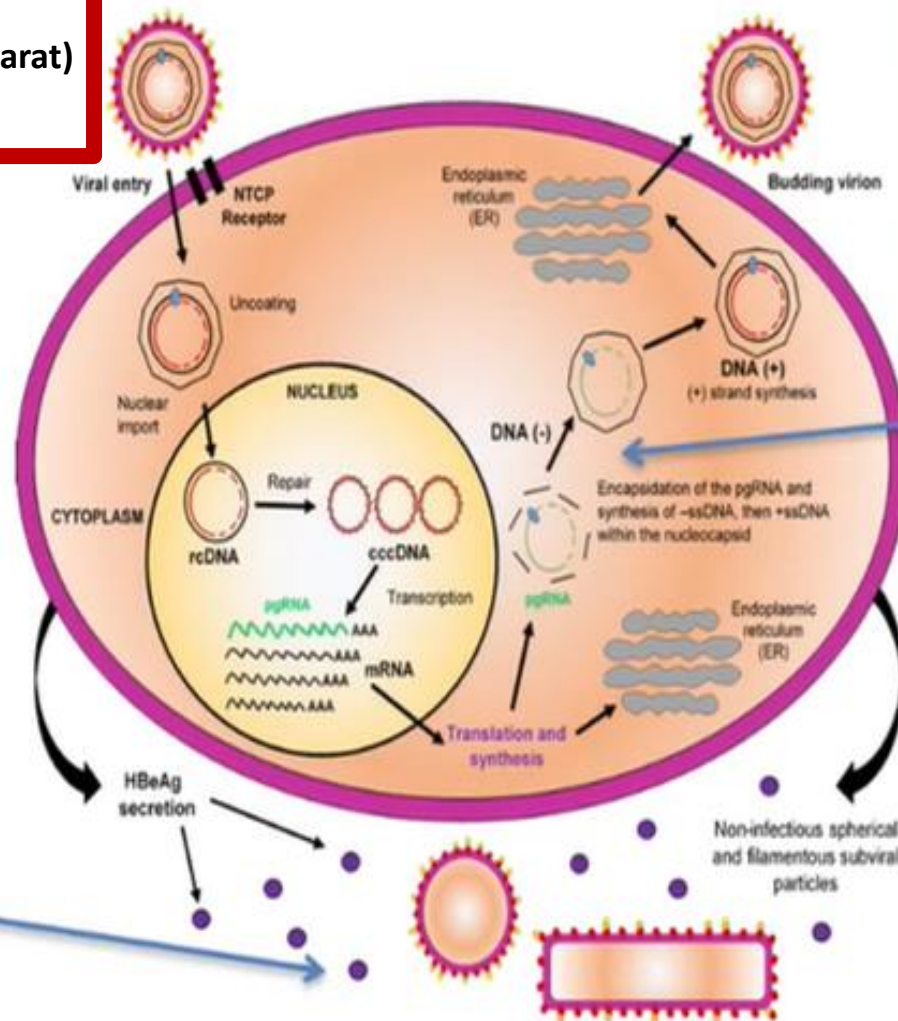 arat)
Viral entry
NTCP
Receptor
Endoplasmic
reticulum
(ER)
Budding virion
Uncoating
Nuclear
import
NUCLEUS
DNA (+)
(+) strand synthesis
DNA (-)
Repair
CYTOPLASM
rcDNA
cccDNA
Encapsidation of the pgRNA and
synthesis of –ssDNA, then +ssDNA
within the nucleocapsid
pgRNA
Transcription
AAA
AAA
mRNA
AAA
AAA
pgRNA
Endoplasmic
reticulum
(ER)
Translation and
synthesis
HBeAg
secretion
Non-infectious spherical
and filamentous subviral
particles